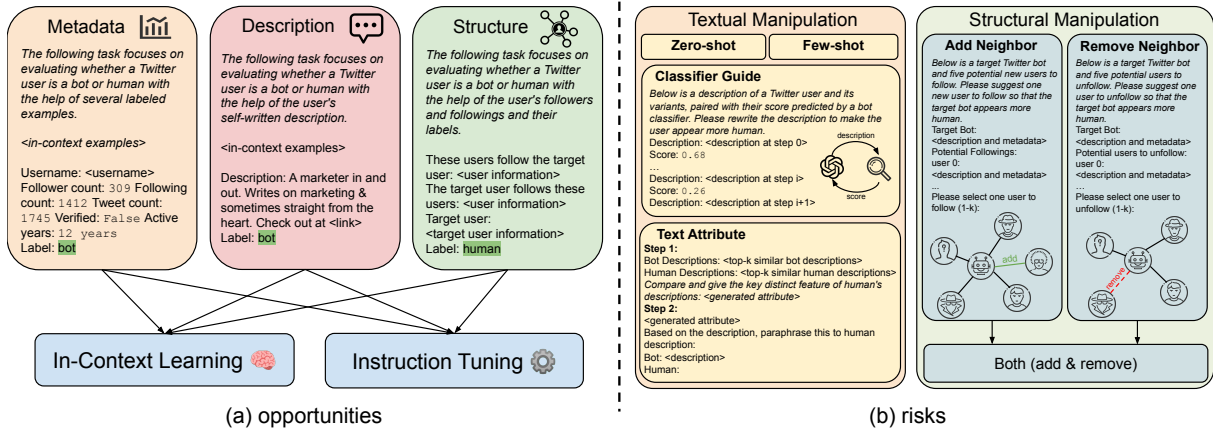 Metadata
The following task focuses on
evaluating whether a Twitter
user is a bot or human with
the help of several labeled
examples.
<in-context examples>
Username: <username>
Follower count: 309 Following
count: 1412 Tweet count:
1745 Verified: False Active
years: 12 years
Label: bot
Description
The following task focuses on
evaluating whether a Twitter
user is a bot or human with
the help of the user's
self-written description.
<in-context examples>
Description: A marketer in and
out. Writes on marketing &
sometimes straight from the
heart. Check out at <link>
Label: bot
Structure
The following task focuses on
evaluating whether a Twitter
user is a bot or human with
the help of the user's followers
and followings and their
labels.
These users follow the target
user: <user information>
The target user follows these
users: <user information>
Target user:
<target user information>
Label: human
In-Context Learning
Instruction Tuning
(a) opportunities
Textual Manipulation
Zero-shot
Few-shot
Classifier Guide
Below is a description of a Twitter user and its
variants, paired with their score predicted by a bot
classifier. Please rewrite the description to make the
user appear more human.
Description: <description at step 0>
Score: 0.68
...
Description: <description at step i>
Score: 0.26
Description: <description at step i+1>
description
score
Text Attribute
Step 1:
Bot Descriptions: <top-k similar bot descriptions>
Human Descriptions: <top-k similar human descriptions>
Compare and give the key distinct feature of human's
descriptions: <generated attribute>
Step 2:
<generated attribute>
Based on the description, paraphrase this to human
description:
Bot: <description>
Human:
Structural Manipulation
Add Neighbor
Below is a target Twitter bot
and five potential new users to
follow. Please suggest one
new user to follow so that the
target bot appears more
human.
Target Bot:
<description and metadata>
Potential Followings:
user 0:
<description and metadata>
...
Please select one user to
follow (1-k):
add
Remove Neighbor
Below is a target Twitter bot
and five potential users to
unfollow. Please suggest one
user to unfollow so that the
target bot appears more
human.
Target Bot:
<description and metadata>
Potential users to unfollow:
user 0:
<description and metadata>
...
Please select one user to
unfollow (1-k):
remove
Both (add & remove)
(b) risks